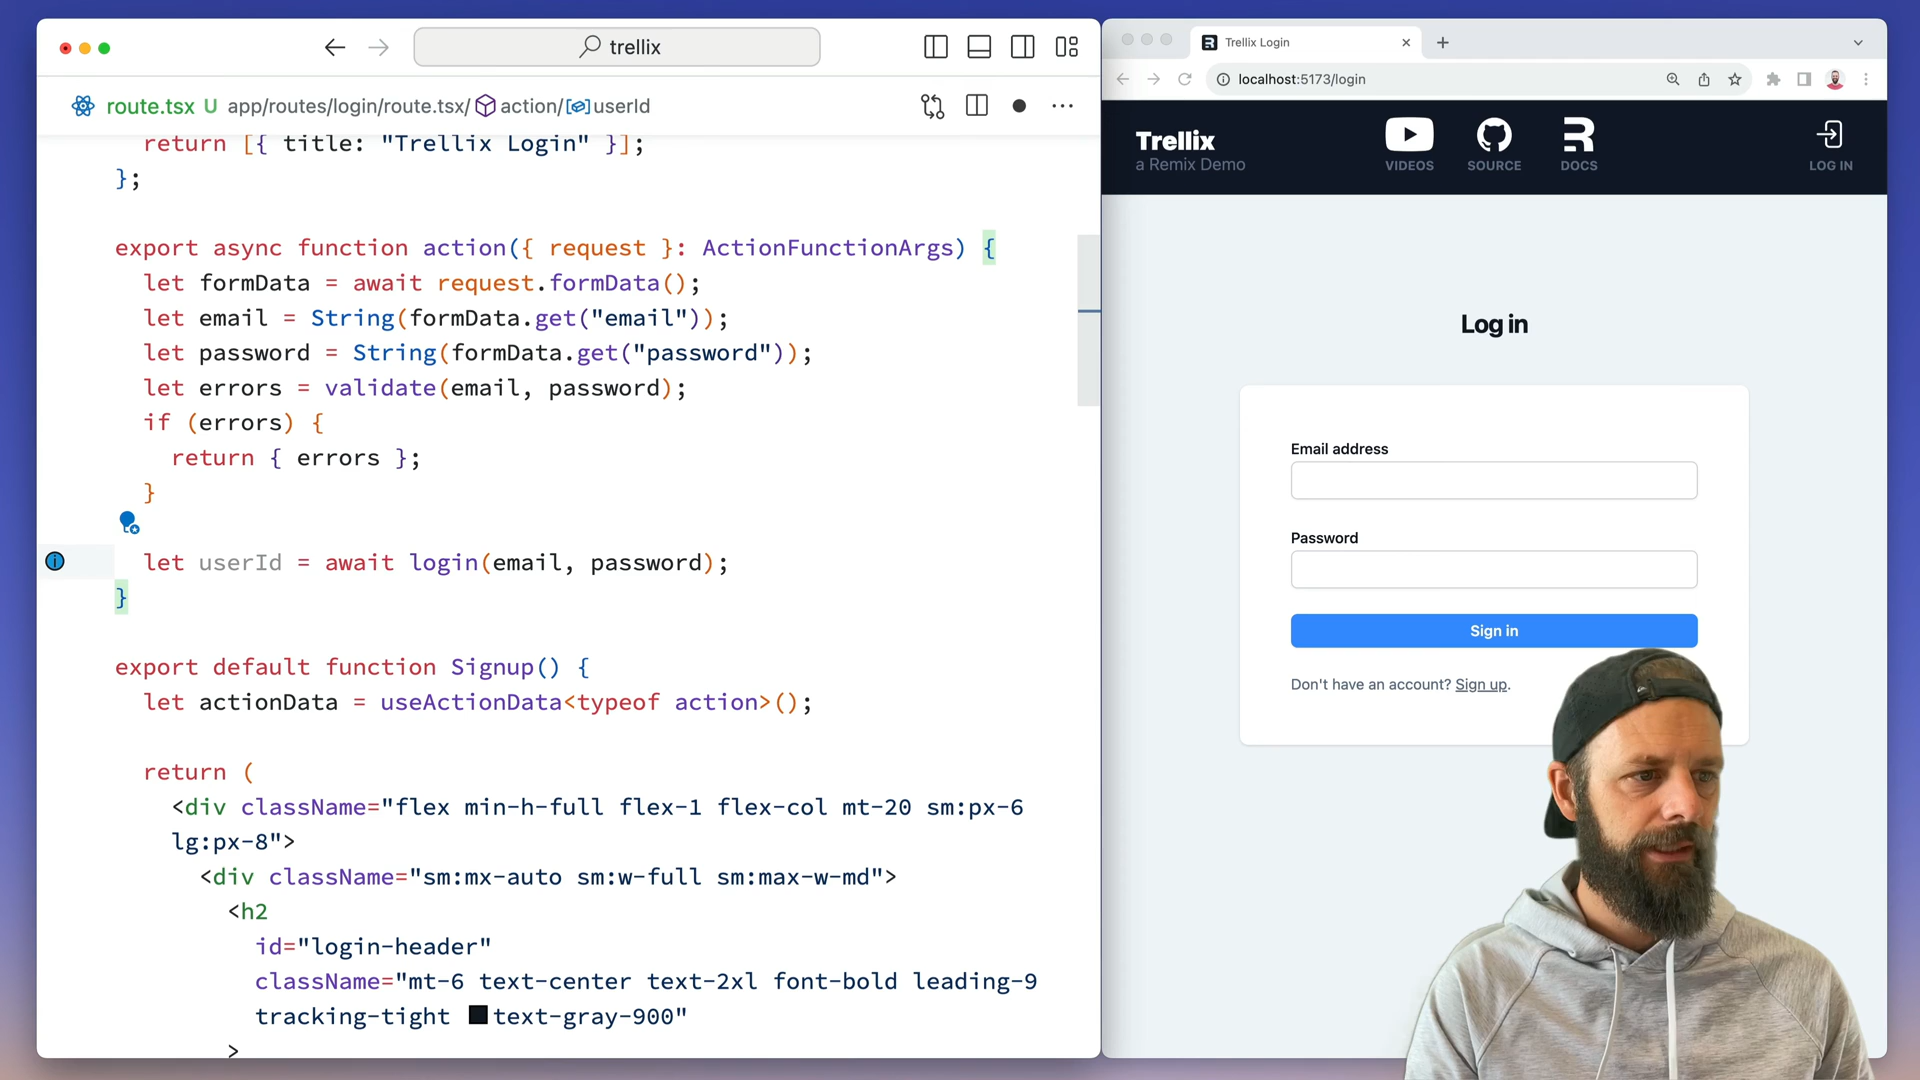 trellix
route.tsx U app/routes/login/route.tsx/ action/ userId
return [{ title: "Trellix Login" }];
};
export async function action({ request }: ActionFunctionArgs) {
let formData = await request.formData();
let email = String(formData.get("email"));
let password = String(formData.get("password"));
let errors = validate(email, password);
if (errors) {
return { errors };
}
let userId = await login(email, password);
}
export default function Signup() {
let actionData = useActionData<typeof action>();
return (
<div className="flex min-h-full flex-1 flex-col mt-20 sm:px-6
lg:px-8">
<div className="sm:mx-auto sm:w-full sm:max-w-md">
<h2
id="login-header"
className="mt-6 text-center text-2xl font-bold leading-9
tracking-tight text-gray-900"
>
Trellix Login
localhost:5173/login
Trellix
a Remix Demo
VIDEOS
SOURCE
DOCS
LOG IN
Log in
Email address
Password
Sign in
Don't have an account? Sign up.